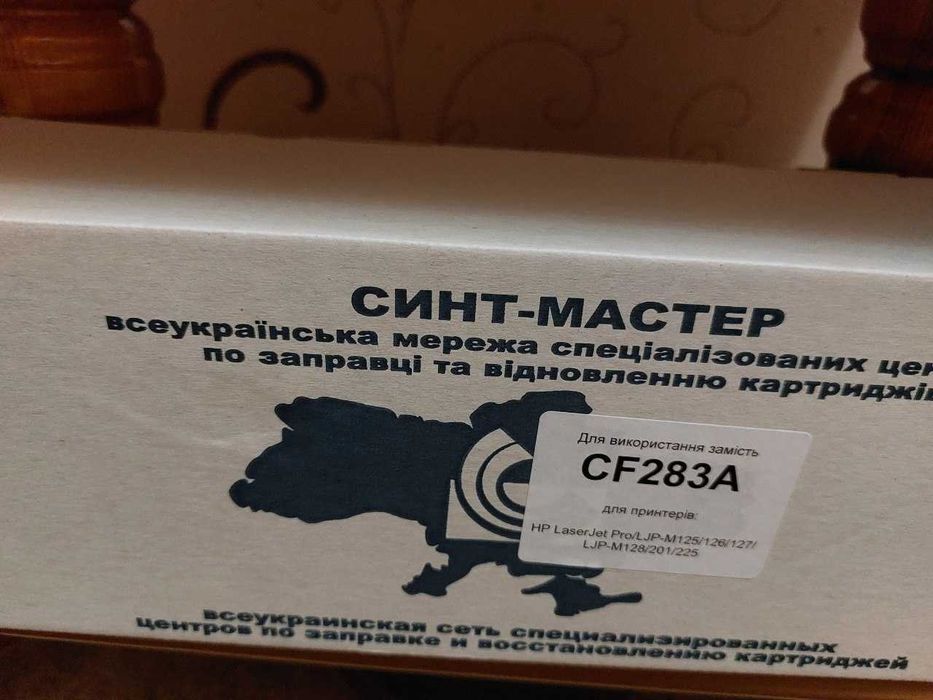 СИНТ-МАСТЕР
всеукраїнська мережа спеціалізованих
по заправці та відновленню
Для використання замість
CF283A
для принтерів:
HP LaserJet Pro/LJP-M125/126/127/
LJP-M128/201/225
всеукраинская сеть специализированных
центров по заправке и восстановлению картриджей